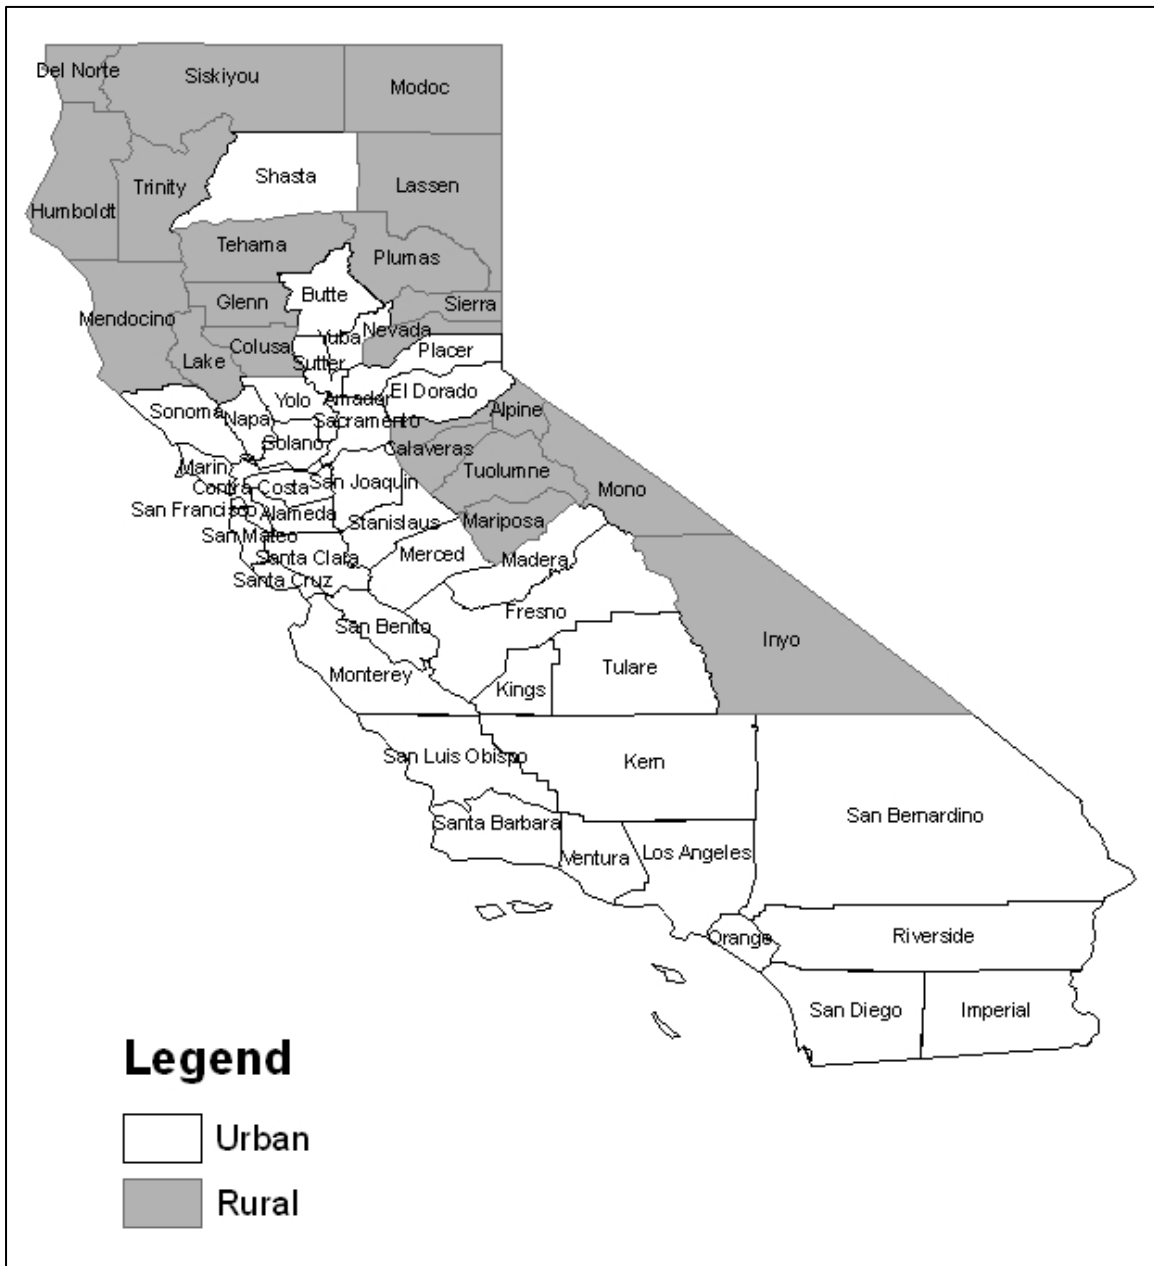 Del Norte
Siskiyou
Modoc
Shasta
Trinity
Lassen
Humboldt
Tehama
Plumas
Butte
Glenn
Sierra
Mendocino
Nevada
Yuba
Colusa
Placer
Lake
Sutter
El Dorado
Yolo
Amador
Sonoma
Napa
Alpine
Sacramento
Solano
Calaveras
Marin
Tuolumne
San Joaquin
Contra Costa
Mono
San Francisco
Alameda
Stanislaus
Mariposa
San Mateo
Merced
Santa Clara
Madera
Santa Cruz
Fresno
San Benito
Inyo
Tulare
Monterey
Kings
San Luis Obispo
Kern
San Bernardino
Santa Barbara
Los Angeles
Ventura
Orange
Riverside
San Diego
Imperial
Legend
Urban
Rural